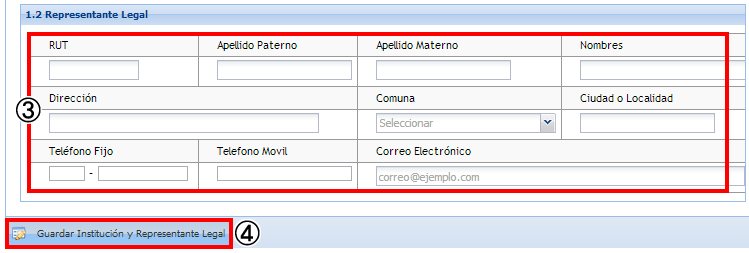 1.2 Representante Legal
RUT Apellido Paterno Apellido Materno Nombres
③
Dirección Comuna Ciudad o Localidad
Seleccionar
Teléfono Fijo Telefono Movil Correo Electrónico
- correo@ejemplo.com
Guardar Institución y Representante Legal ④